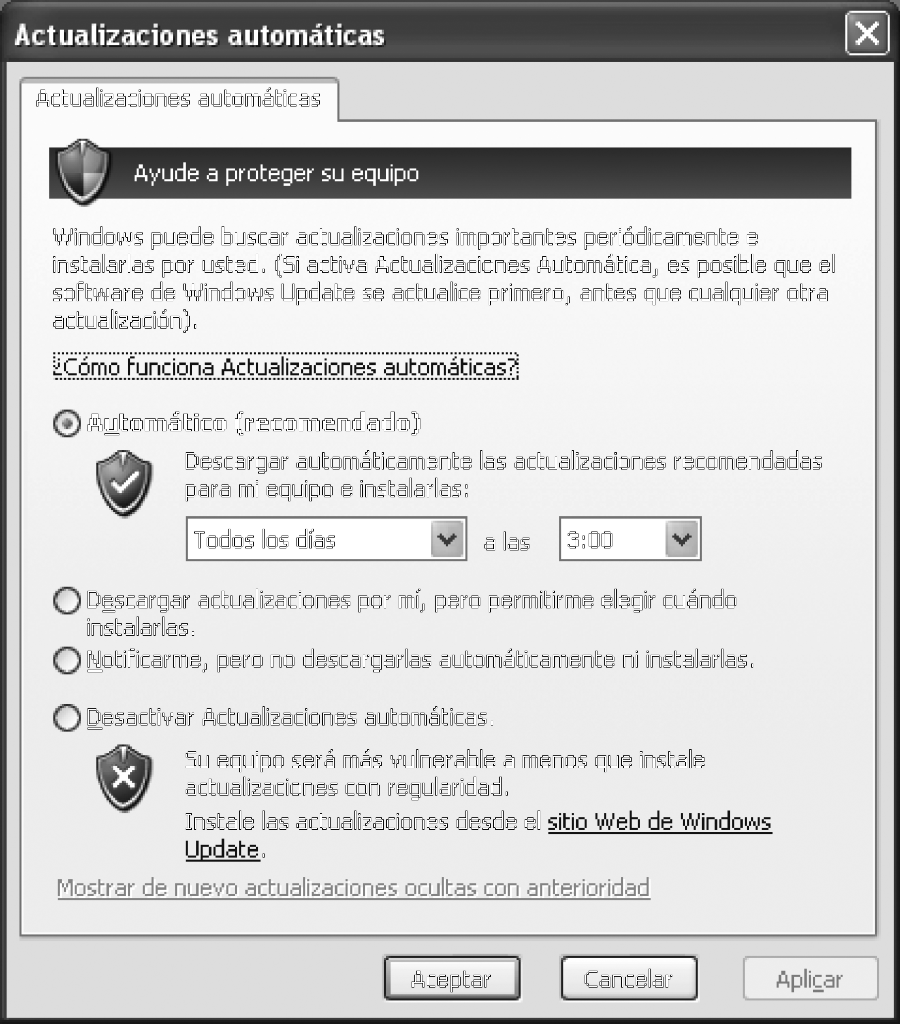 Actualizaciones automáticas
Actualizaciones automáticas
Ayude a proteger su equipo
Windows puede buscar actualizaciones importantes periódicamente e
instalarlas por usted. (Si activa Actualizaciones Automática, es posible que el
software de Windows Update se actualice primero, antes que cualquier otra
actualización).
¿Cómo funciona Actualizaciones automáticas?
Automático (recomendado)
Descargar automáticamente las actualizaciones recomendadas
para mi equipo e instalarlas:
Todos los días a las 3:00
Descargar actualizaciones por mí, pero permitirme elegir cuándo
instalarlas.
Notificarme, pero no descargarlas automáticamente ni instalarlas.
Desactivar Actualizaciones automáticas.
Su equipo será más vulnerable a menos que instale
actualizaciones con regularidad.
Instale las actualizaciones desde el sitio Web de Windows
Update.
Mostrar de nuevo actualizaciones ocultas con anterioridad
Aceptar Cancelar Aplicar